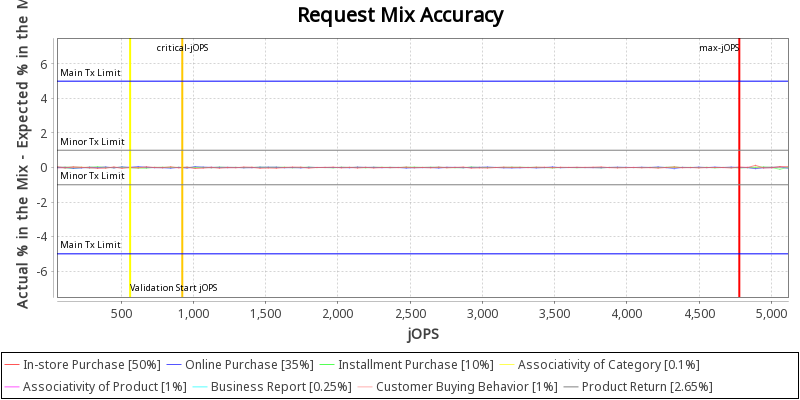 Request Mix Accuracy
Actual % in the Mix - Expected % in the M
critical-jOPS
max-jOPS
6
Main Tx Limit
4
2
Minor Tx Limit
0
Minor Tx Limit
-2
-4
Main Tx Limit
-6
Validation Start jOPS
500 1,000 1,500 2,000 2,500 3,000 3,500 4,000 4,500 5,000
jOPS
In-store Purchase [50%] Online Purchase [35%] Installment Purchase [10%] Associativity of Category [0.1%]
Associativity of Product [1%] Business Report [0.25%] Customer Buying Behavior [1%] Product Return [2.65%]